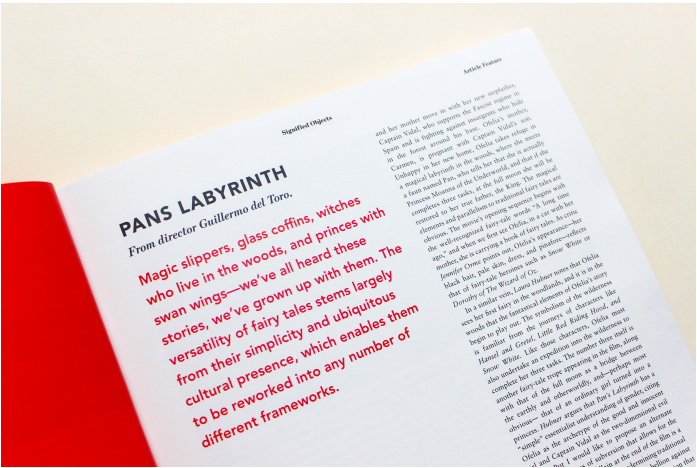 Signified Objects
Article Feature
PANS LABYRINTH
From director Guillermo del Toro.
Magic slippers, glass coffins, witches
who live in the woods, and princes with
swan wings—we've all heard these
stories, we've grown up with them. The
versatility of fairy tales stems largely
from their simplicity and ubiquitous
cultural presence, which enables them
to be reworked into any number of
different frameworks.
and her mother move in with her new stepfather,
Captain Vidal, who supports the Fascist regime in
Spain and is fighting against insurgents who hide
in the forest around his base. Ofelia's mother,
Carmen, is pregnant with Captain Vidal's son.
Unhappy in her new home, Ofelia takes refuge in
a magical labyrinth in the woods, where she meets
a faun named Pan, who tells her that she is actually
Princess Moanna of the Underworld, and that if she
completes three tasks, at the full moon she will be
restored to her true father, the King. The magical
elements and parallelism to traditional fairy tales are
obvious. The movie's opening sequence begins with
the well-recognized fairy tale words "A long time
ago," and when we first see Ofelia, in a car with her
mother, she is carrying a book of fairy tales. As critic
Jennifer Orme points out, Ofelia's appearance—her
black hair, pale skin, dress, and pinafore—reflects
that of fairy-tale heroines such as Snow White or
Dorothy of The Wizard of Oz.
In a similar vein, Laura Hubner notes that Ofelia
sees her first fairy in the woodlands, and it is in the
woods that the fantastical elements of Ofelia's story
begin to play out. The symbolism of the wilderness
is familiar from the journeys of characters like
Hansel and Gretel, Little Red Riding Hood, and
Snow White. Like those characters, Ofelia must
also undertake an expedition into the wilderness to
complete her three tasks. The number three itself is
another fairy-tale trope appearing in the film, along
with that of the full moon as a bridge between
the earthly and otherworldly, and—perhaps most
obvious— that of an ordinary girl turned into a
princess. Hubner argues that Pan's Labyrinth has a
"simple" essentialist understanding of gender, citing
Ofelia as the archetype of the good and innocent
and Captain Vidal as the two-dimensional evil
But I would like to propose an alternate
of subversion that allows for the
at the end of the film is a
determining traditional
against